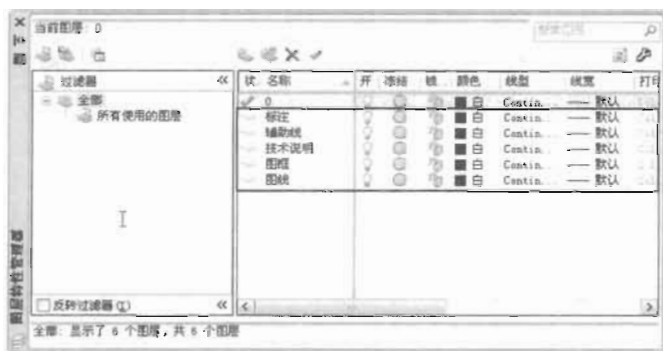 当前图层: 0
搜索图层
过滤器
全部
所有使用的图层
反转过滤器(I)
状 名称 开 冻结 锁 颜色 线型 线宽 打印
0 白 Contin... 默认
标注 白 Contin... 默认
辅助线 白 Contin... 默认
技术说明 白 Contin... 默认
图框 白 Contin... 默认
图线 白 Contin... 默认
全部: 显示了 6 个图层, 共 6 个图层
图层特性管理器